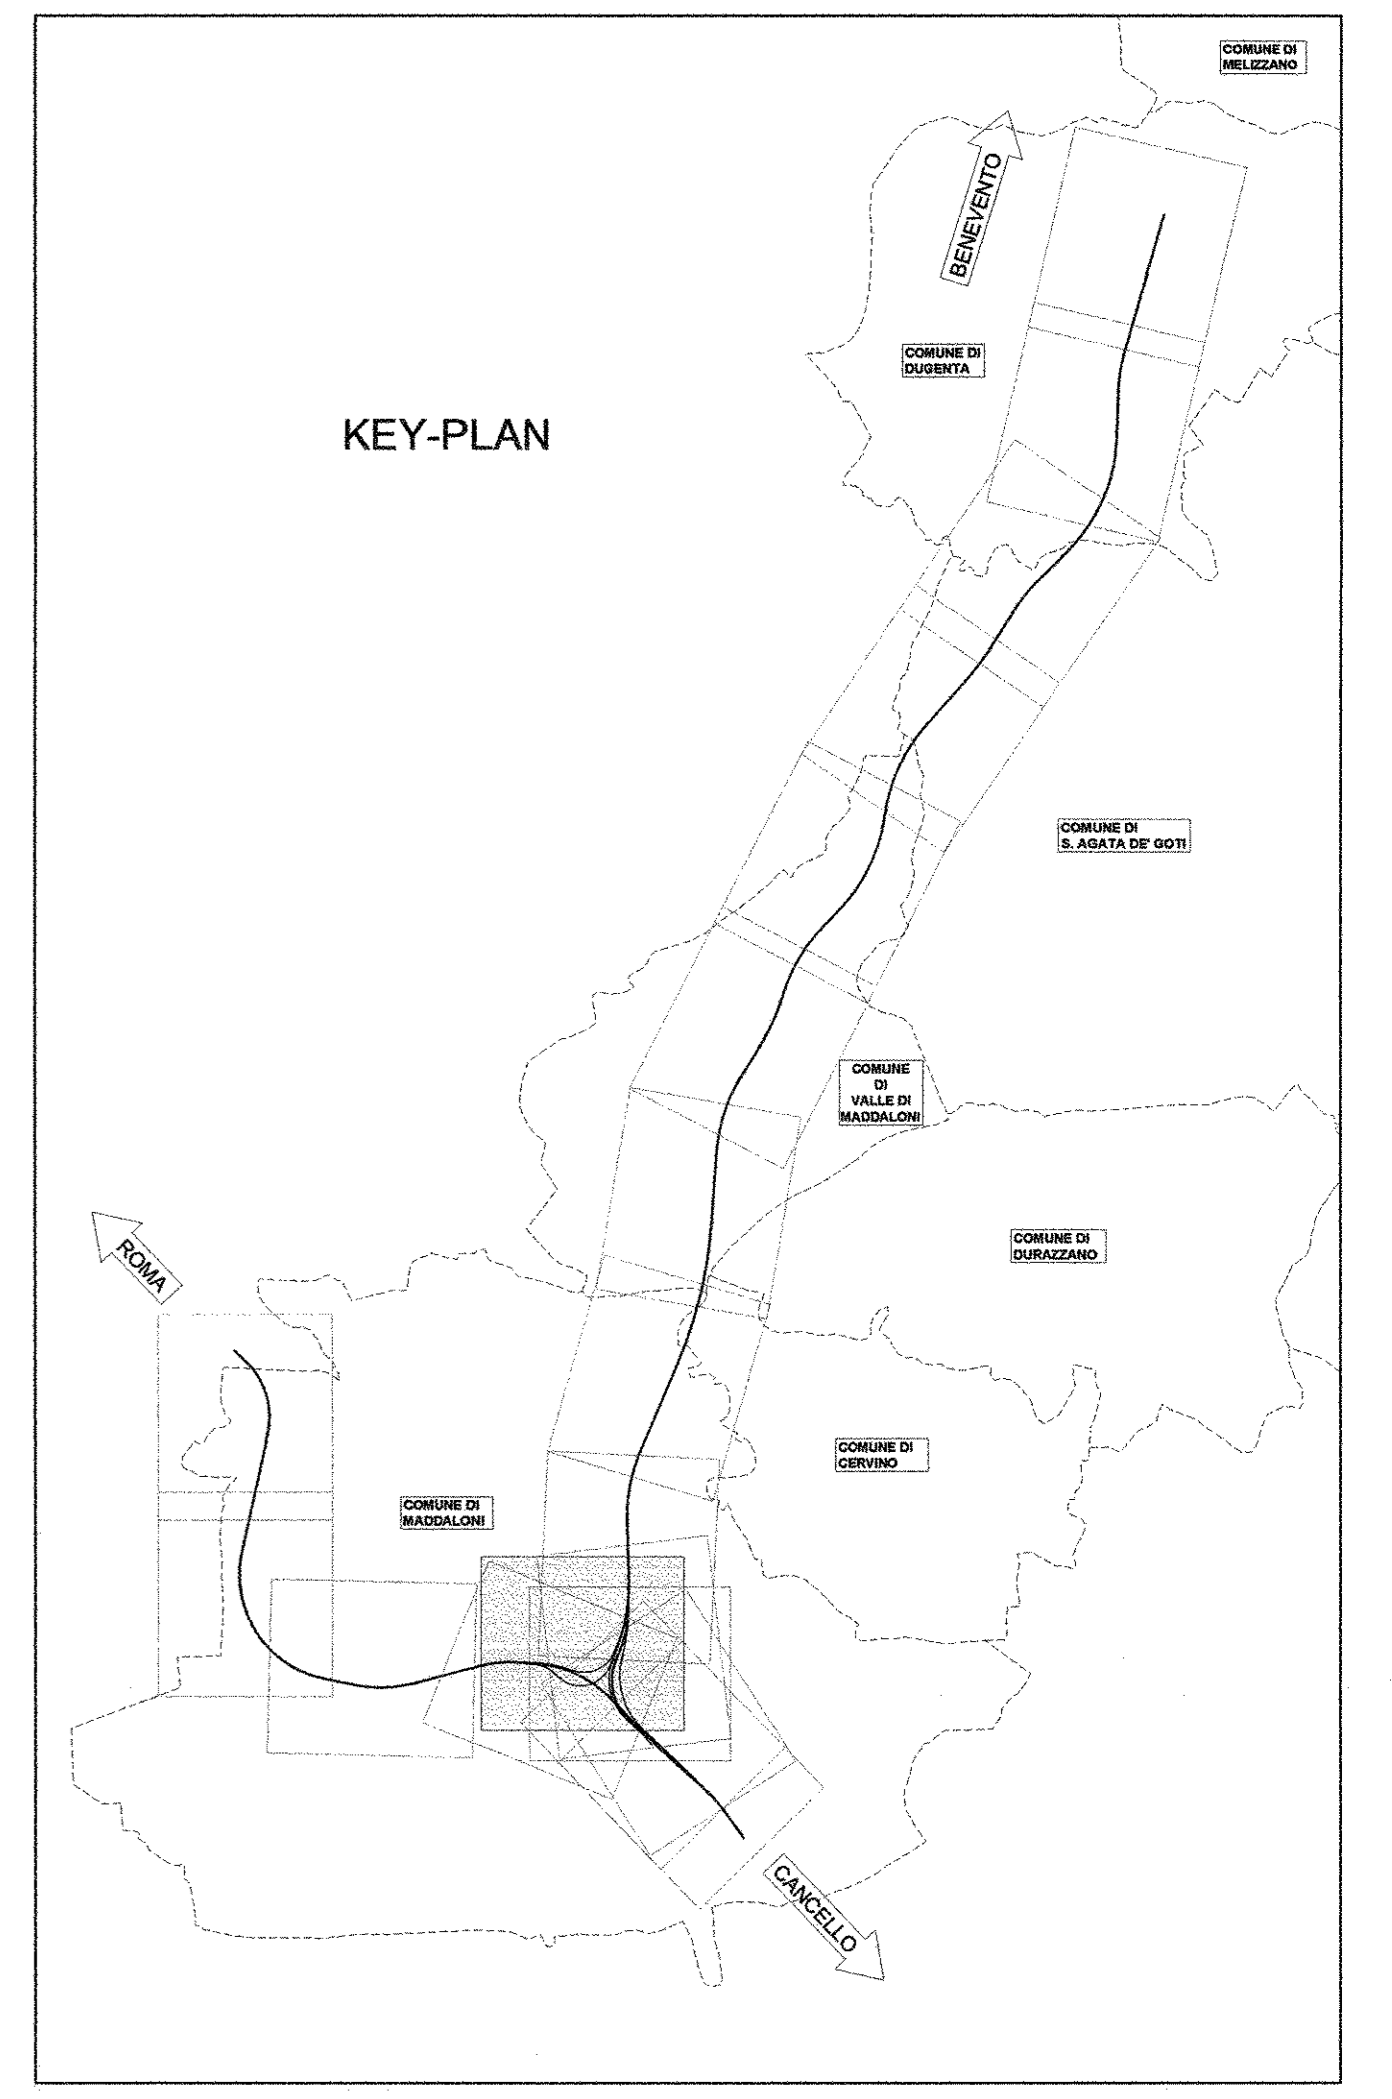 COMUNE DI
MELIZZANO
BENEVENTO
COMUNE DI
DUGENTA
KEY-PLAN
COMUNE DI
S. AGATA DE' GOTI
COMUNE
DI
VALLE DI
MADDALONI
ROMA
COMUNE DI
DURAZZANO
COMUNE DI
CERVINO
COMUNE DI
MADDALONI
CANCELLO